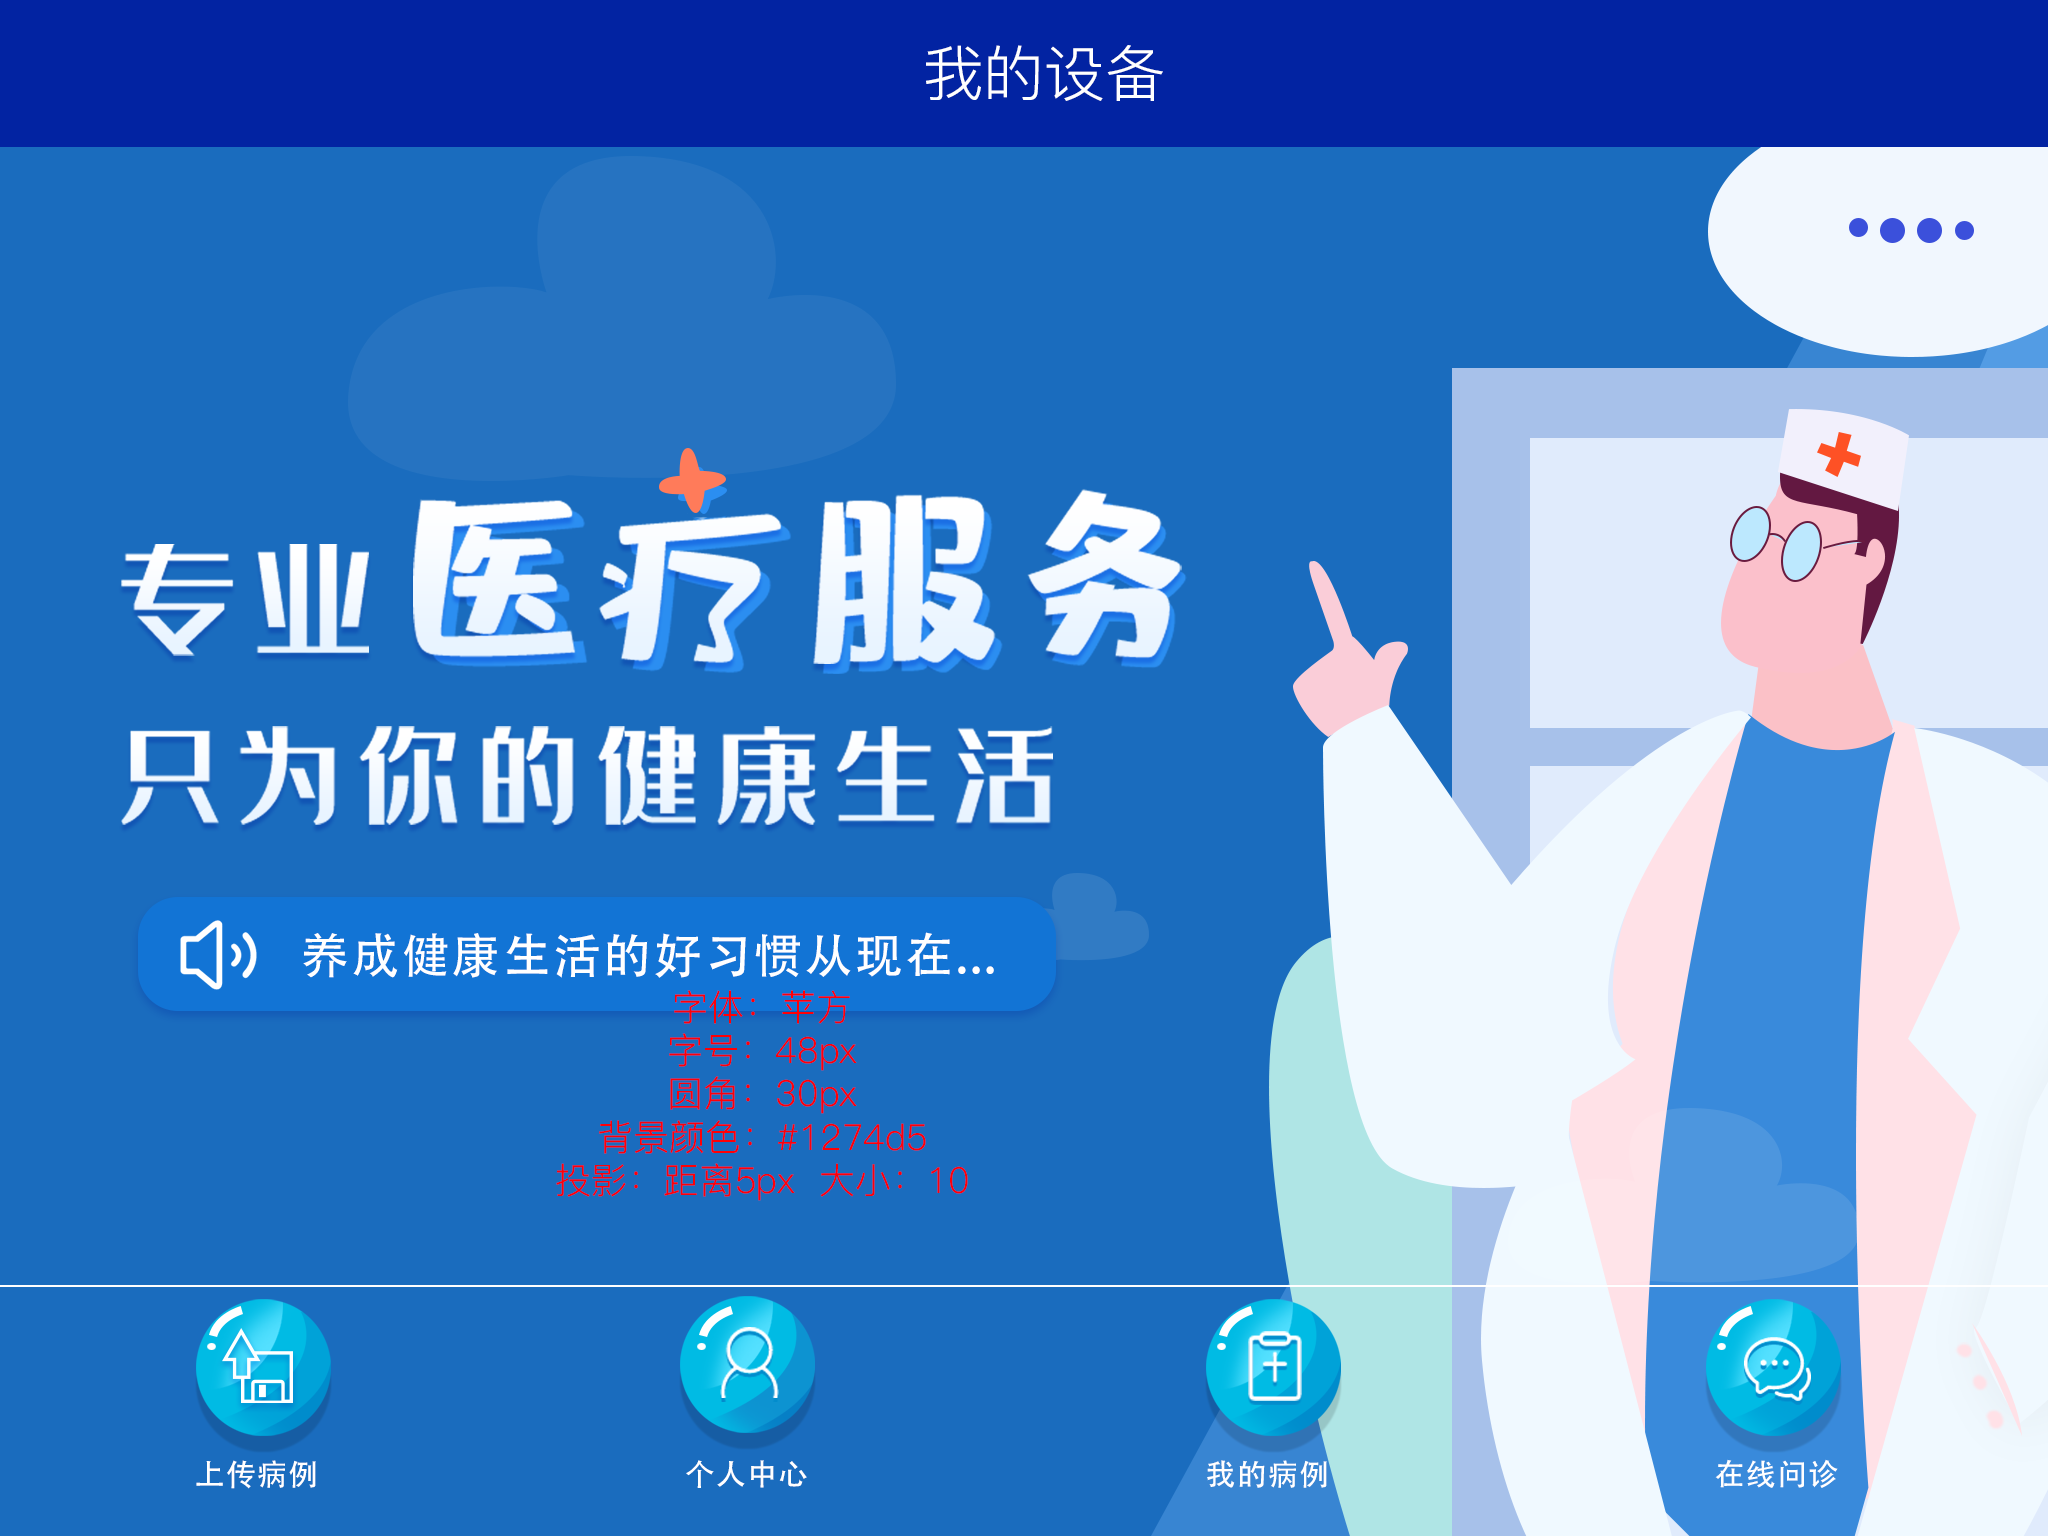 我的设备
专业医疗服务
只为你的健康生活
养成健康生活的好习惯从现在...
字体：苹方
字号：48px
圆角：30px
背景颜色：#1274d5
投影：距离5px 大小：10
上传病例
个人中心
我的病例
在线问诊